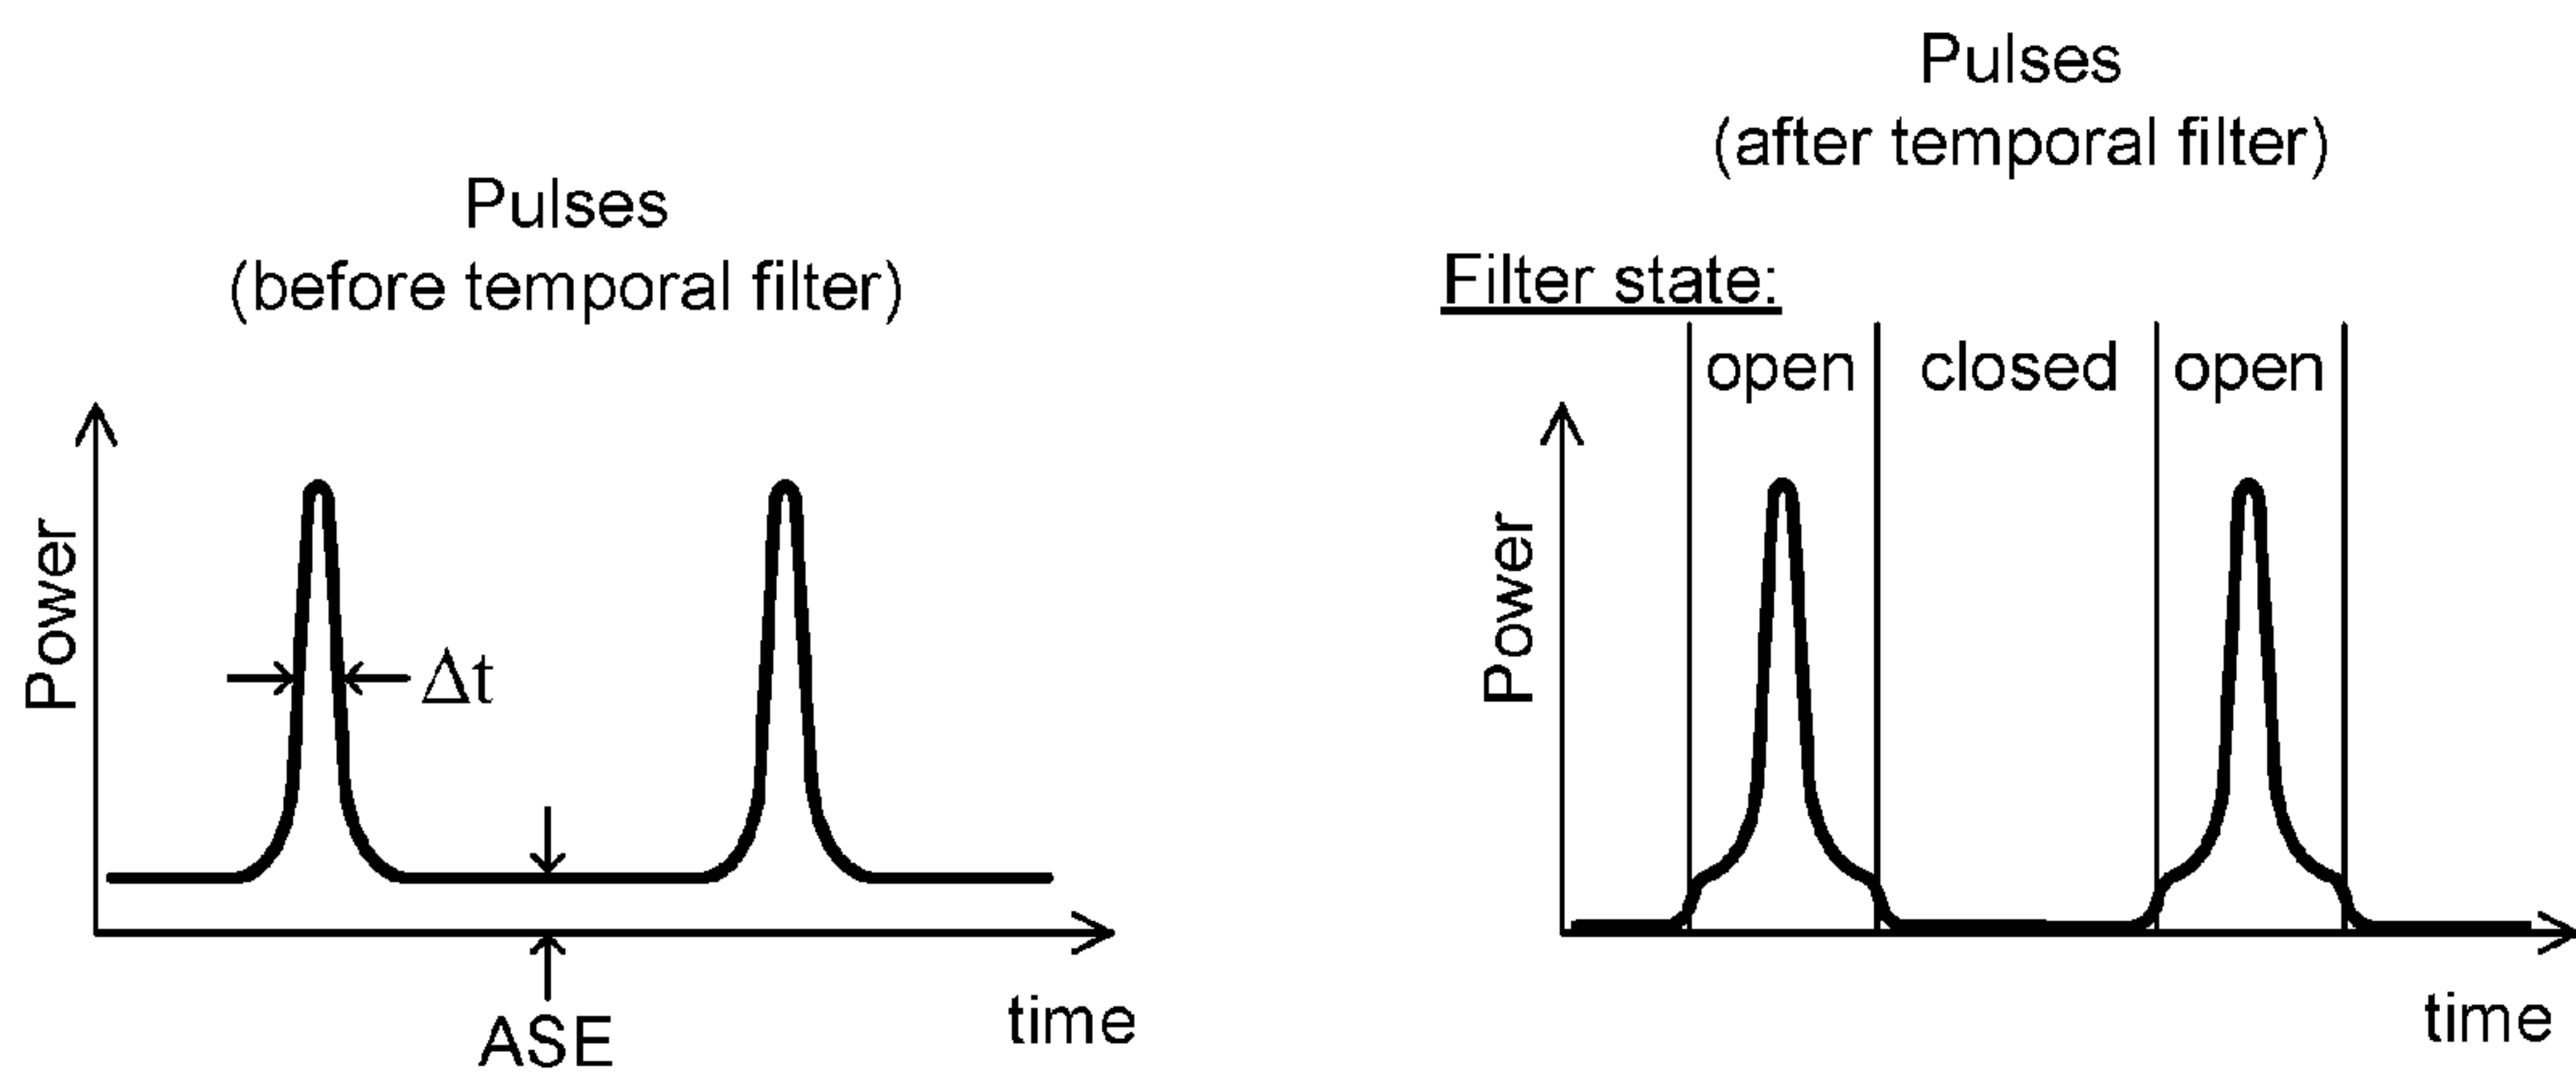 Pulses
(before temporal filter)
Power
Δt
ASE
time
Pulses
(after temporal filter)
Filter state:
open closed open
Power
time